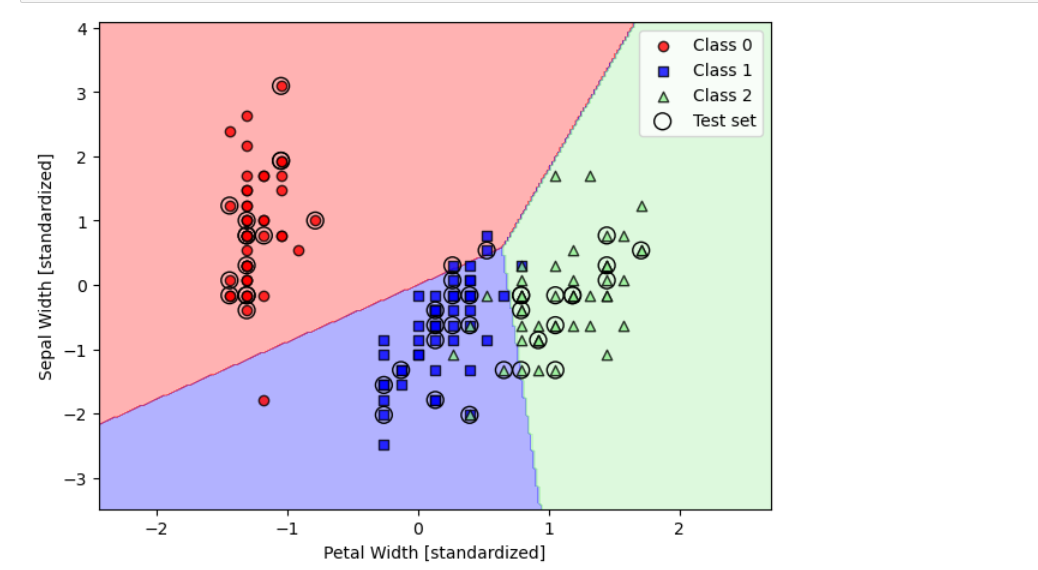 4
3
2
1
0
−1
−2
−3
Sepal Width [standardized]
Class 0
Class 1
Class 2
Test set
−2 −1 0 1 2
Petal Width [standardized]